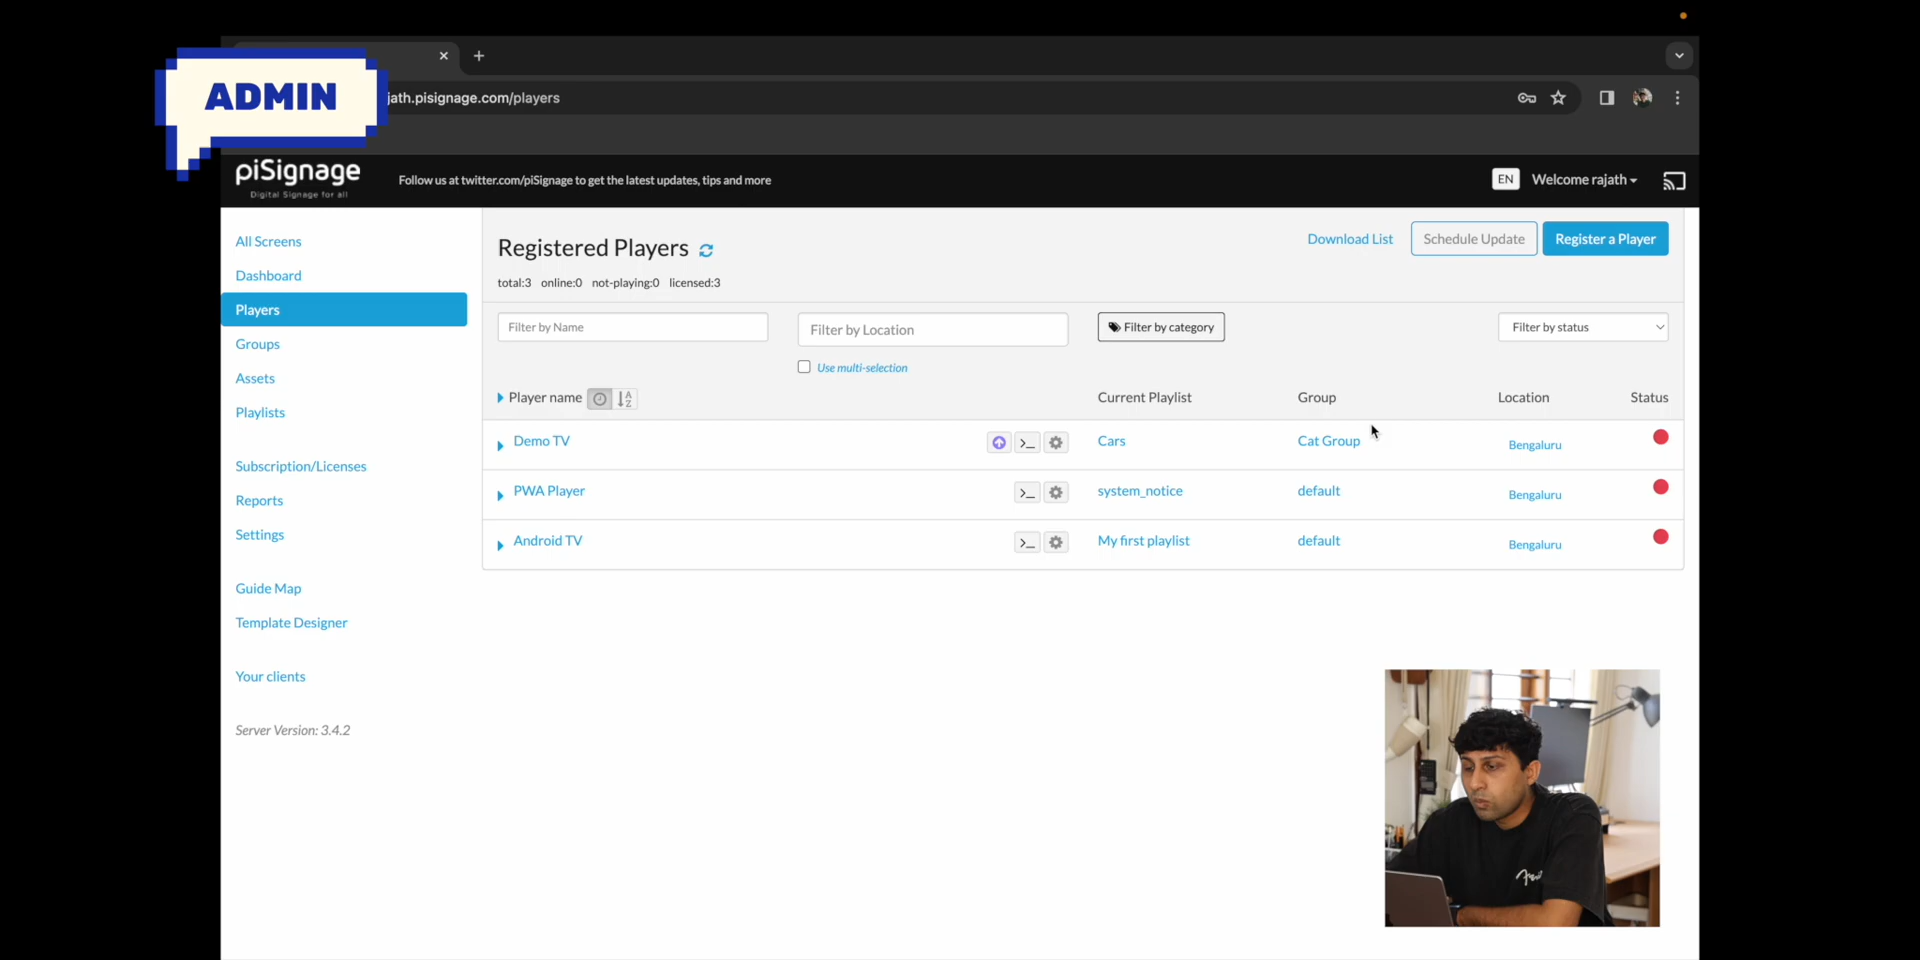 ADMIN
jath.pisignage.com/players
piSignage
Digital Signage for all
Follow us at twitter.com/piSignage to get the latest updates, tips and more
EN
Welcome rajath
All Screens
Dashboard
Players
Groups
Assets
Playlists
Subscription/Licenses
Reports
Settings
Guide Map
Template Designer
Your clients
Server Version: 3.4.2
Registered Players
Download List
Schedule Update
Register a Player
total:3 online:0 not-playing:0 licensed:3
Filter by Name
Filter by Location
Filter by category
Filter by status
Use multi-selection
Player name
Current Playlist
Group
Location
Status
Demo TV
Cars
Cat Group
Bengaluru
PWA Player
system_notice
default
Bengaluru
Android TV
My first playlist
default
Bengaluru